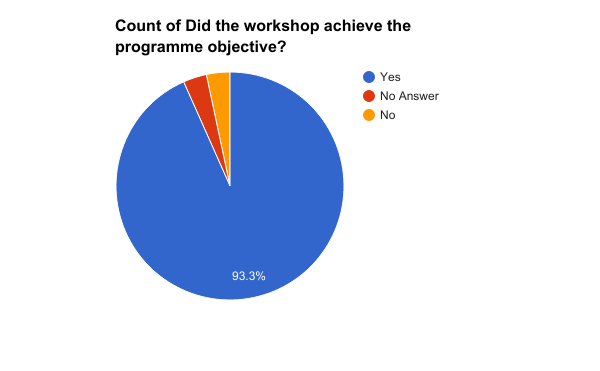 Count of Did the workshop achieve the
programme objective?
Yes
No Answer
No
93.3%